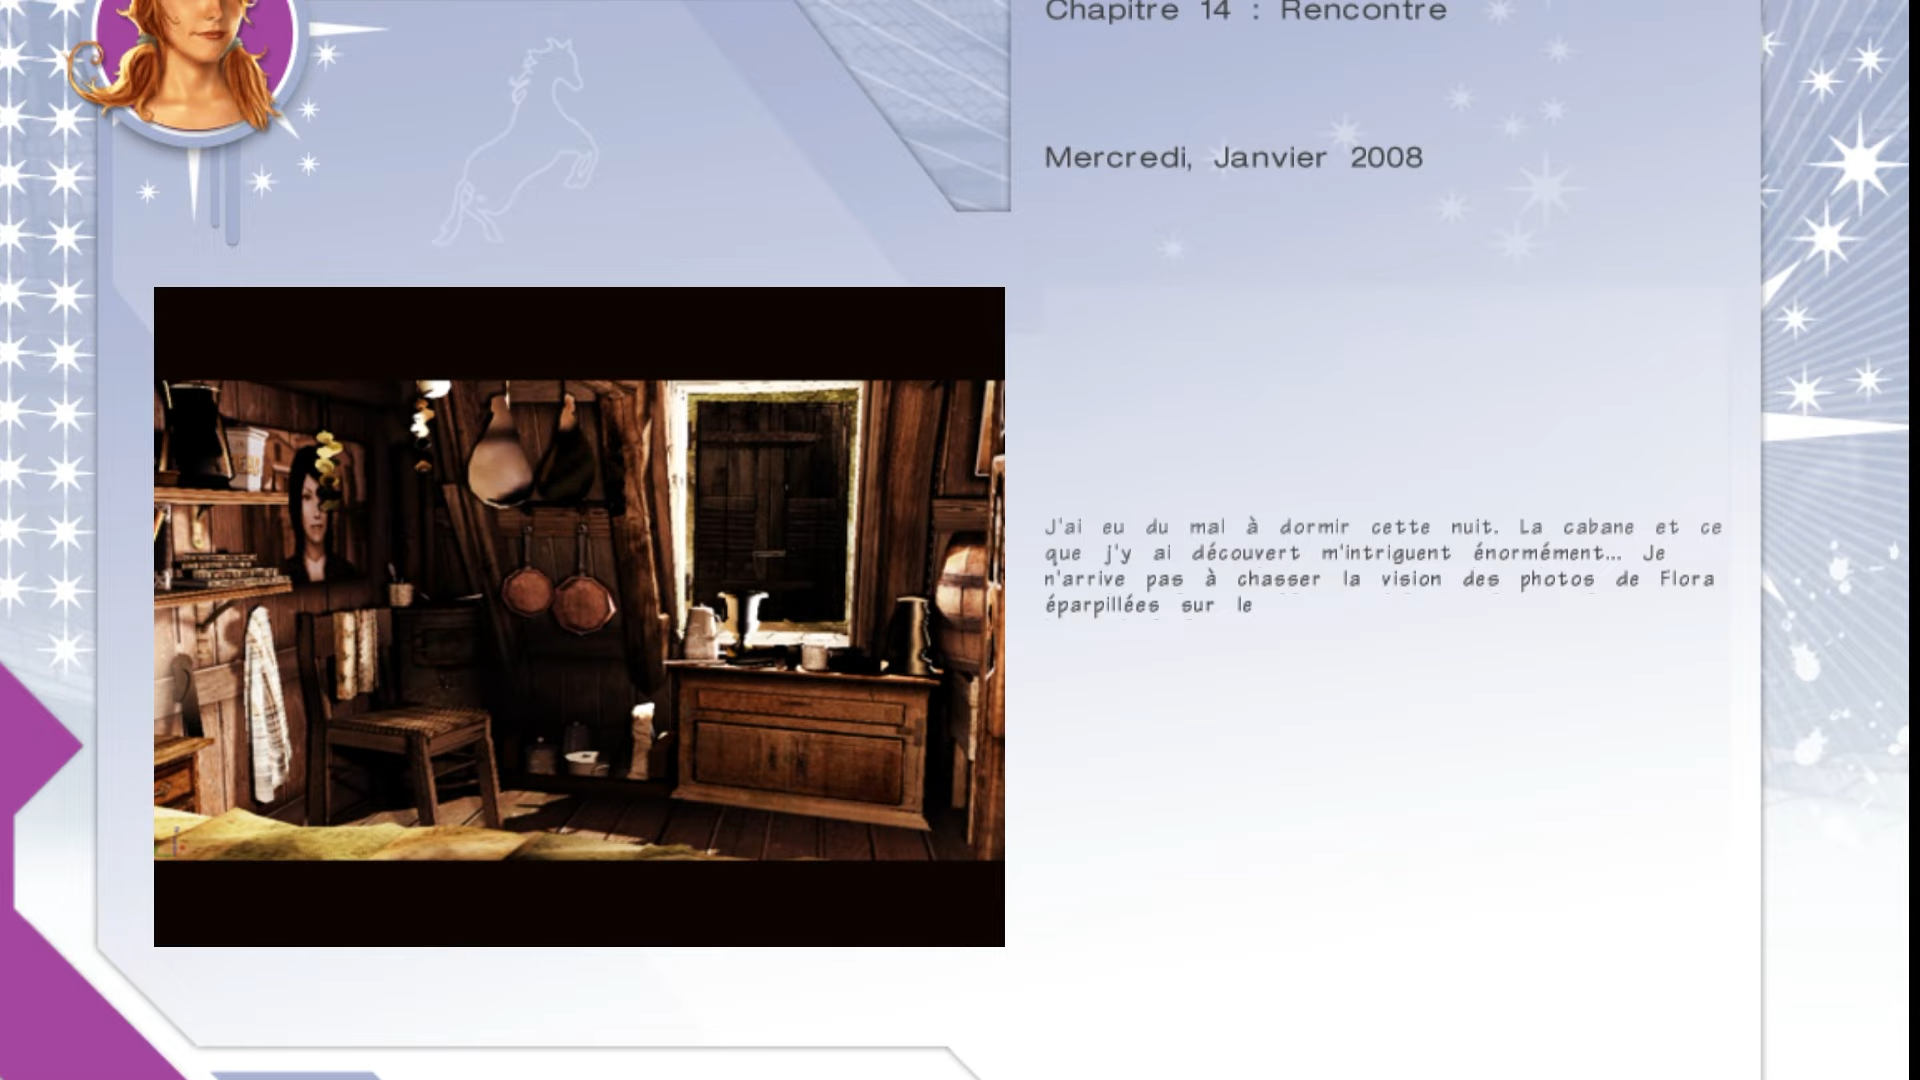 Chapitre 14 : Rencontre
Mercredi, Janvier 2008
J'ai eu du mal à dormir cette nuit. La cabane et ce
que j'y ai découvert m'intriguent énormément... Je
n'arrive pas à chasser la vision des photos de Flora
éparpillées sur le